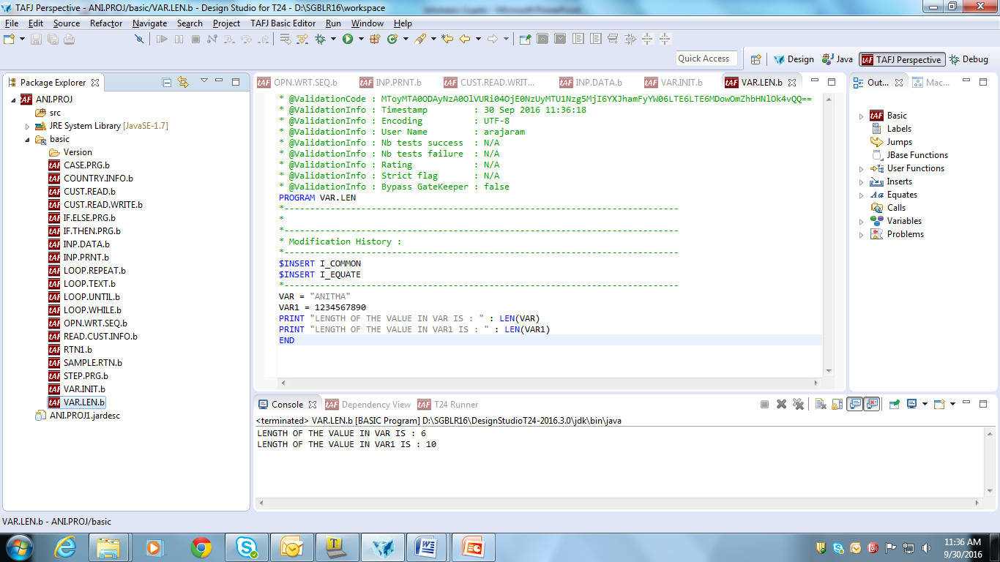 TAFJ Perspective - ANI.PROJ/basic/VAR.LEN.b - Design Studio for T24 - D:\SGBLR16\workspace
File Edit Source Refactor Navigate Search Project TAFJ Basic Editor Run Window Help
Quick Access Design Java TAFJ Perspective Debug
Package Explorer
ANI.PROJ
src
JRE System Library [JavaSE-1.7]
basic
Version
CASE.PRG.b
COUNTRY.INFO.b
CUST.READ.b
CUST.READ.WRITE.b
IF.ELSE.PRG.b
IF.THEN.PRG.b
INP.DATA.b
INP.PRNT.b
LOOP.REPEAT.b
LOOP.TEXT.b
LOOP.UNTIL.b
LOOP.WHILE.b
OPN.WRT.SEQ.b
READ.CUST.INFO.b
RTN1.b
SAMPLE.RTN.b
STEP.PRG.b
VAR.INIT.b
VAR.LEN.b
ANI.PROJ1.jardesc
OPN.WRT.SEQ.b INP.PRNT.b CUST.READ.WRIT... INP.DATA.b VAR.INIT.b VAR.LEN.b
* @ValidationCode : MToyMTA0ODAyNzA0OlVURi04OjE0NzUyMTU1Nzg5MjI6YXJhamFyYW06LTE6LTE6MDowOmZhbHNlOk4vQQ==
* @ValidationInfo : Timestamp : 30 Sep 2016 11:36:18
* @ValidationInfo : Encoding : UTF-8
* @ValidationInfo : User Name : arajaram
* @ValidationInfo : Nb tests success : N/A
* @ValidationInfo : Nb tests failure : N/A
* @ValidationInfo : Rating : N/A
* @ValidationInfo : Strict flag : N/A
* @ValidationInfo : Bypass GateKeeper : false
PROGRAM VAR.LEN
*-----------------------------------------------------------------------------
*
*-----------------------------------------------------------------------------
* Modification History :
*-----------------------------------------------------------------------------
$INSERT I_COMMON
$INSERT I_EQUATE
*-----------------------------------------------------------------------------
VAR = "ANITHA"
VAR1 = 1234567890
PRINT "LENGTH OF THE VALUE IN VAR IS : " : LEN(VAR)
PRINT "LENGTH OF THE VALUE IN VAR1 IS : " : LEN(VAR1)
END
Out... Mac...
Basic
Labels
Jumps
JBase Functions
User Functions
Inserts
Equates
Calls
Variables
Problems
Console Dependency View T24 Runner
<terminated> VAR.LEN.b [BASIC Program] D:\SGBLR16\DesignStudioT24-2016.3.0\jdk\bin\java
LENGTH OF THE VALUE IN VAR IS : 6
LENGTH OF THE VALUE IN VAR1 IS : 10
VAR.LEN.b - ANI.PROJ/basic
11:36 AM
9/30/2016